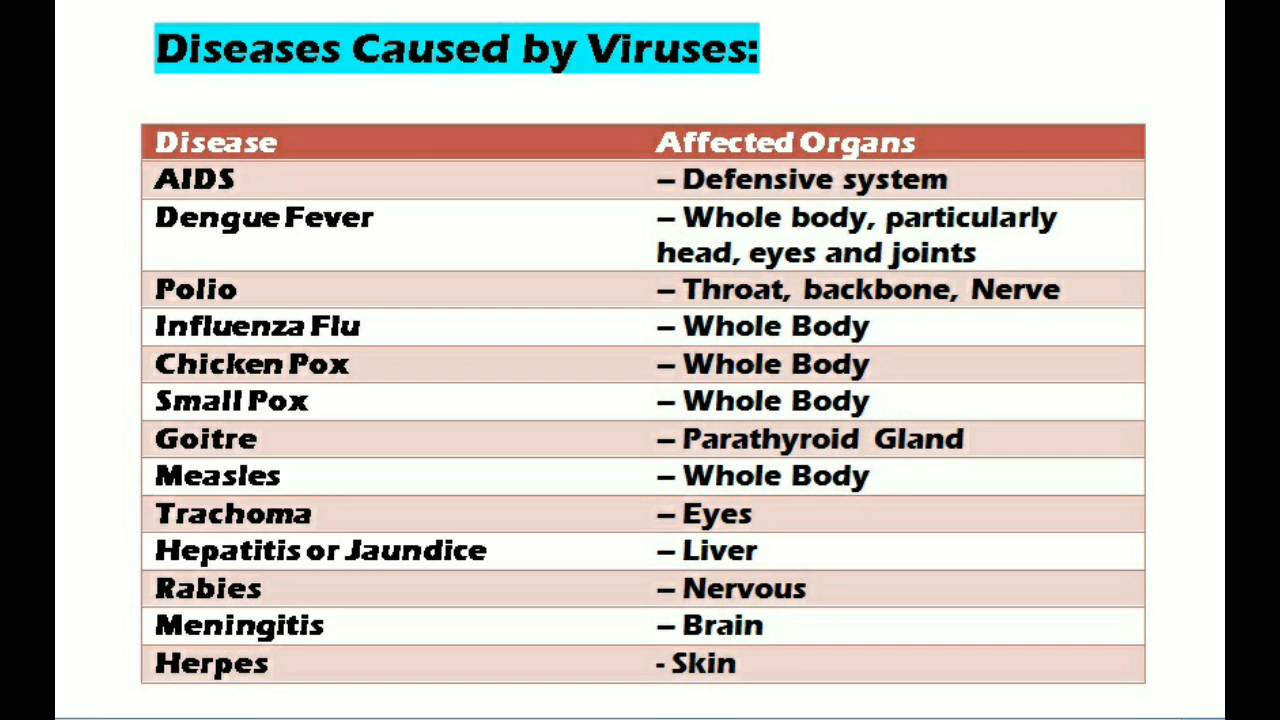 Diseases Caused by Viruses:
Disease Affected Organs
AIDS – Defensive system
Dengue Fever – Whole body, particularly
head, eyes and joints
Polio – Throat, backbone, Nerve
Influenza Flu – Whole Body
Chicken Pox – Whole Body
Small Pox – Whole Body
Goitre – Parathyroid Gland
Measles – Whole Body
Trachoma – Eyes
Hepatitis or Jaundice – Liver
Rabies – Nervous
Meningitis – Brain
Herpes - Skin